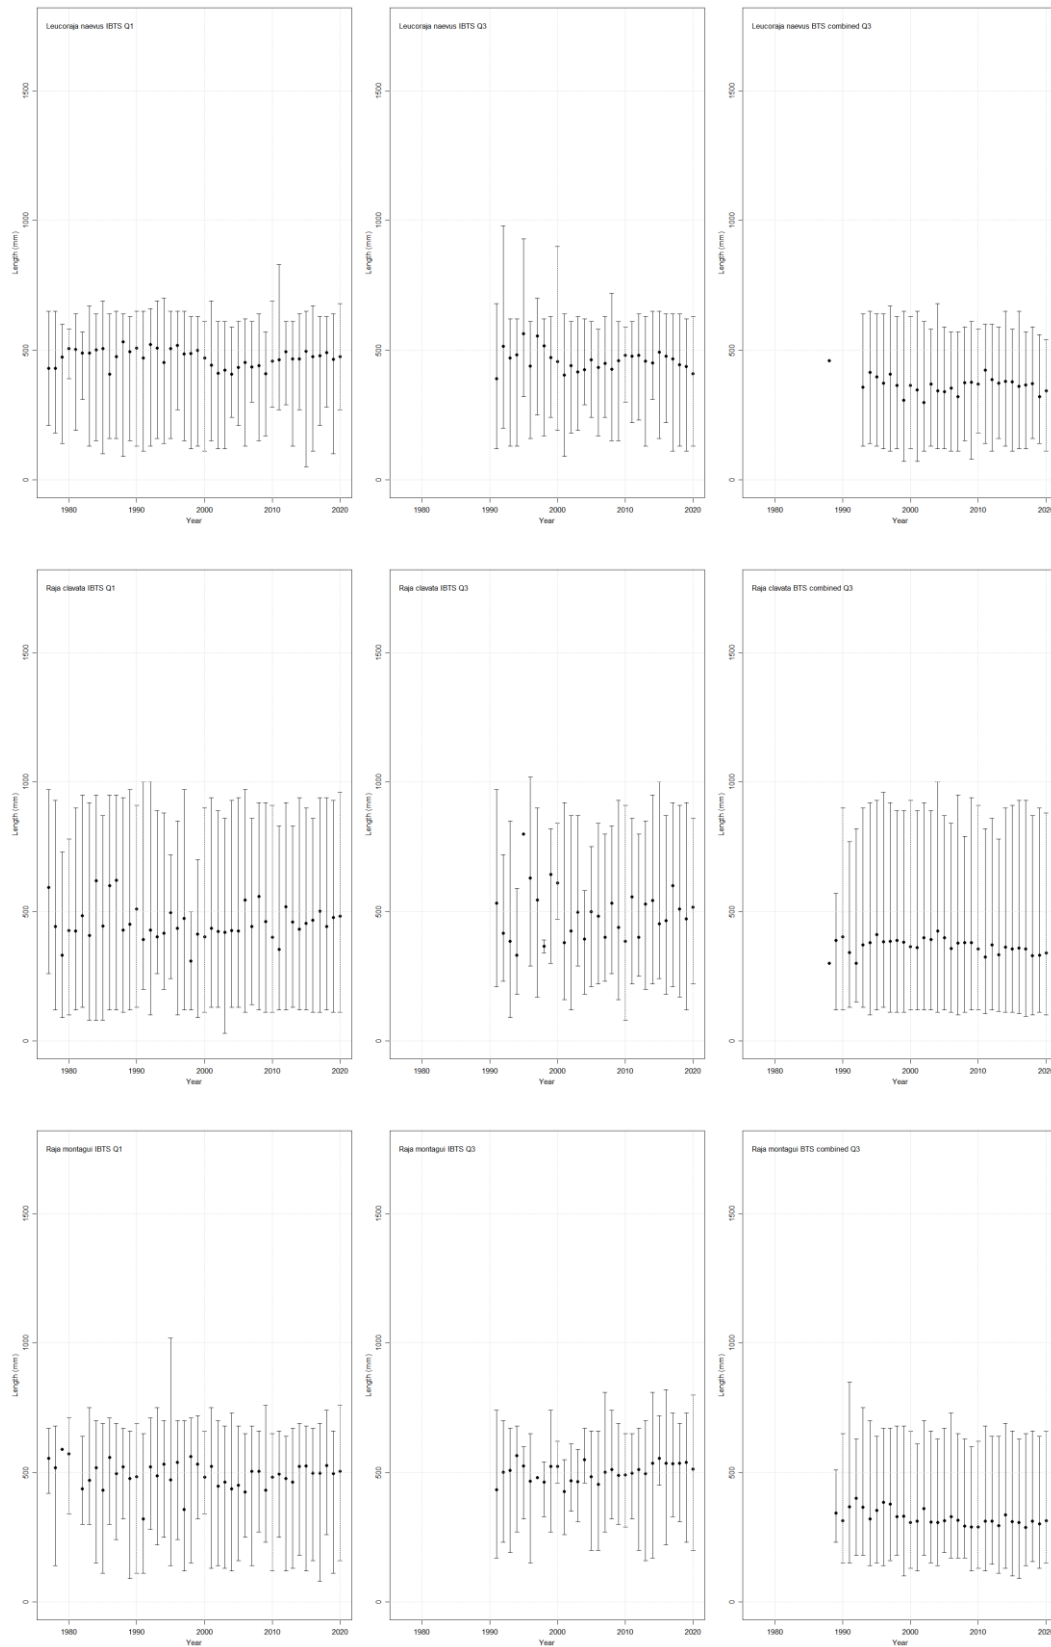 Leucoraja naevus IBTS Q1
Leucoraja naevus IBTS Q3
Leucoraja naevus BTS combined Q3
1500
1500
1500
1000
1000
1000
Length (mm)
Length (mm)
Length (mm)
500
500
500
0
0
0
1980 1990 2000 2010 2020
1980 1990 2000 2010 2020
1980 1990 2000 2010 2020
Year
Year
Year
Raja clavata IBTS Q1
Raja clavata IBTS Q3
Raja clavata BTS combined Q3
1500
1500
1500
1000
1000
1000
Length (mm)
Length (mm)
Length (mm)
500
500
500
0
0
0
1980 1990 2000 2010 2020
1980 1990 2000 2010 2020
1980 1990 2000 2010 2020
Year
Year
Year
Raja montagui IBTS Q1
Raja montagui IBTS Q3
Raja montagui BTS combined Q3
1500
1500
1500
1000
1000
1000
Length (mm)
Length (mm)
Length (mm)
500
500
500
0
0
0
1980 1990 2000 2010 2020
1980 1990 2000 2010 2020
1980 1990 2000 2010 2020
Year
Year
Year